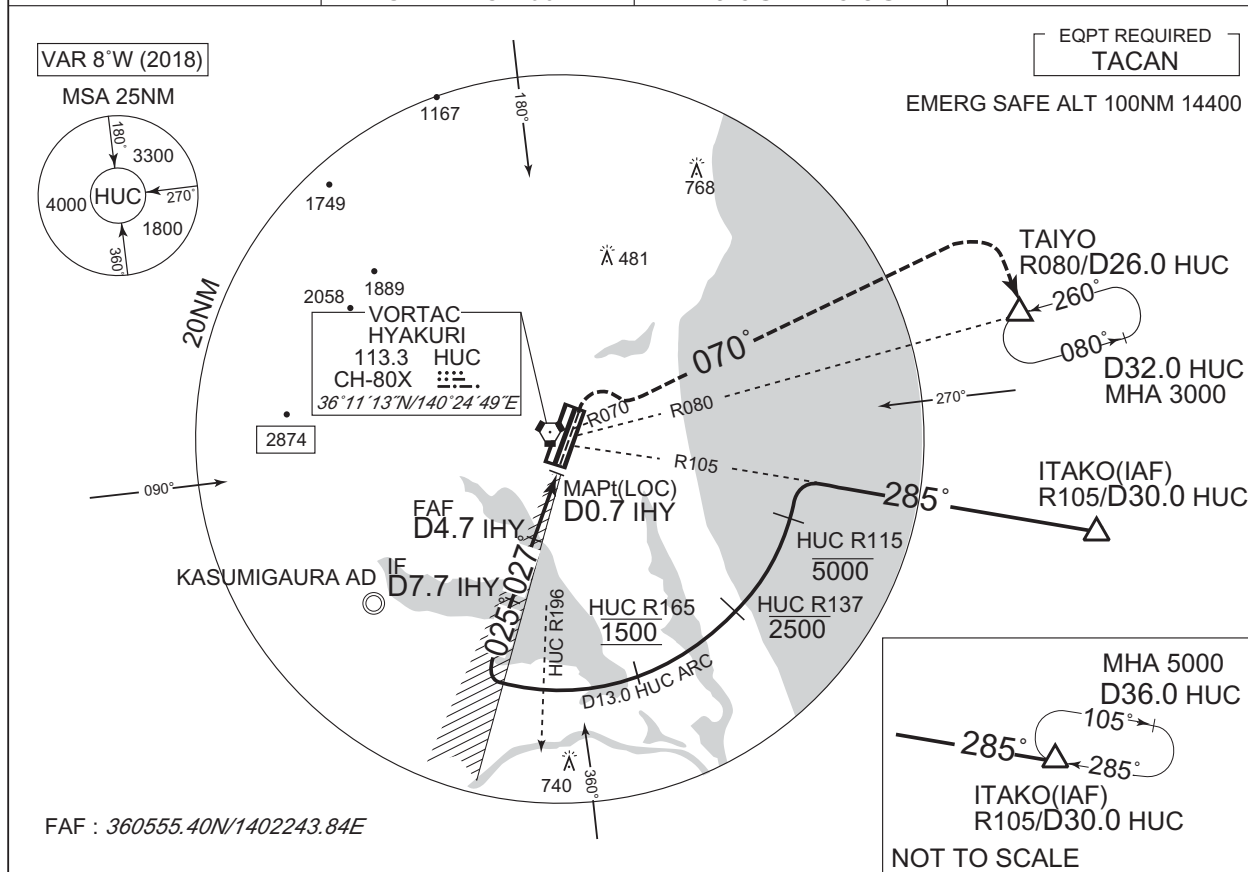 VAR 8°W (2018)
MSA 25NM
180°
3300
HUC
270°
4000
1800
360°
EQPT REQUIRED
TACAN
EMERG SAFE ALT 100NM 14400
180°
1167
768
1749
481
1889
2058
20NM
VORTAC
HYAKURI
113.3 HUC
CH-80X
36°11´13˝N/140°24´49˝E
2874
090°
TAIYO
R080/D26.0 HUC
260°
080°
D32.0 HUC
MHA 3000
070°
R070
R080
270°
R105
ITAKO(IAF)
R105/D30.0 HUC
285°
MAPt(LOC)
D0.7 IHY
FAF
D4.7 IHY
IF
D7.7 IHY
KASUMIGAURA AD
025°
027°
HUC R196
HUC R115
5000
HUC R137
2500
HUC R165
1500
D13.0 HUC ARC
740
360°
FAF : 360555.40N/1402243.84E
MHA 5000
D36.0 HUC
105°
285°
285°
ITAKO(IAF)
R105/D30.0 HUC
NOT TO SCALE